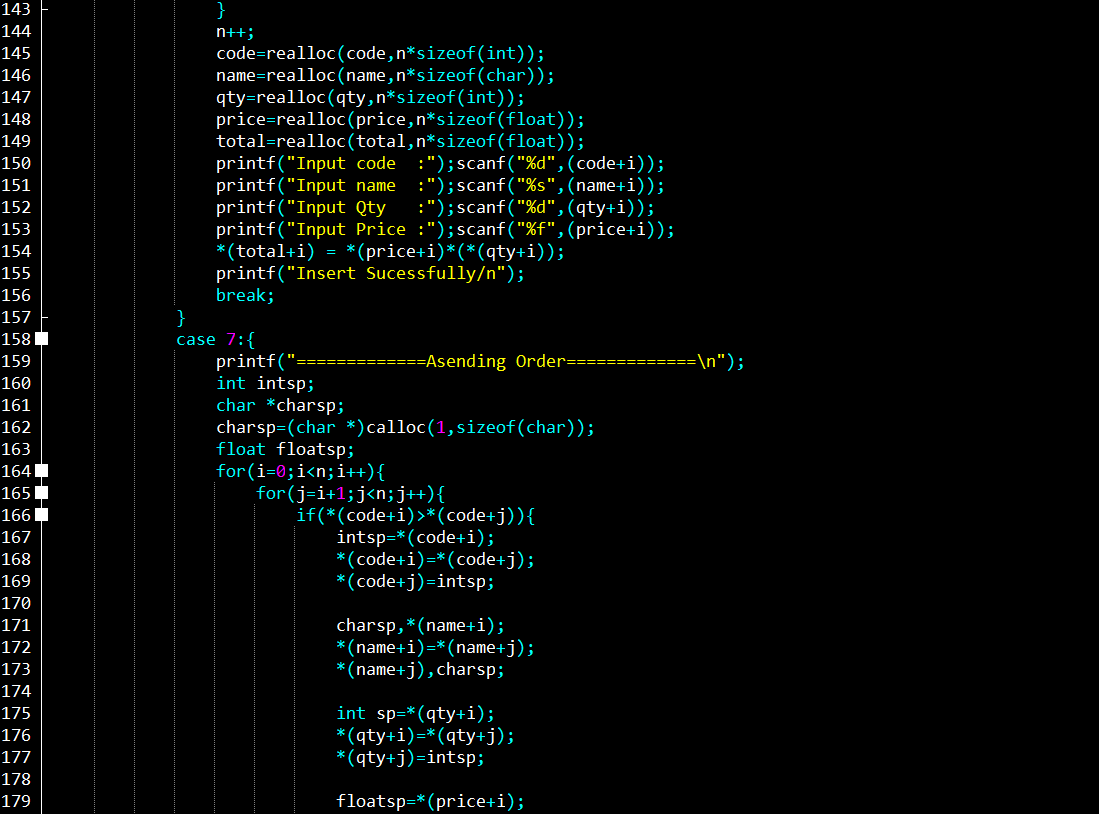 143 }
144 n++;
145 code=realloc(code,n*sizeof(int));
146 name=realloc(name,n*sizeof(char));
147 qty=realloc(qty,n*sizeof(int));
148 price=realloc(price,n*sizeof(float));
149 total=realloc(total,n*sizeof(float));
150 printf("Input code  :");scanf("%d",(code+i));
151 printf("Input name  :");scanf("%s",(name+i));
152 printf("Input Qty   :");scanf("%d",(qty+i));
153 printf("Input Price :");scanf("%f",(price+i));
154 *(total+i) = *(price+i)*(*(qty+i));
155 printf("Insert Sucessfully/n");
156 break;
157 }
158 case 7:{
159 printf("=============Asending Order=============\n");
160 int intsp;
161 char *charsp;
162 charsp=(char *)calloc(1,sizeof(char));
163 float floatsp;
164 for(i=0;i<n;i++){
165 for(j=i+1;j<n;j++){
166 if(*(code+i)>*(code+j)){
167 intsp=*(code+i);
168 *(code+i)=*(code+j);
169 *(code+j)=intsp;
170
171 charsp,*(name+i);
172 *(name+i)=*(name+j);
173 *(name+j),charsp;
174
175 int sp=*(qty+i);
176 *(qty+i)=*(qty+j);
177 *(qty+j)=intsp;
178
179 floatsp=*(price+i);